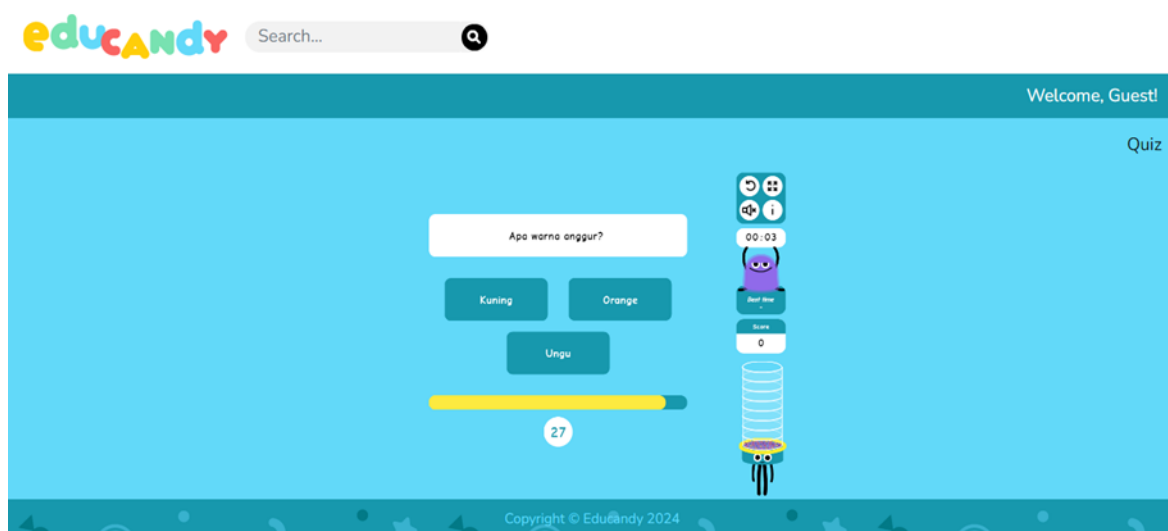 educandy
Search...
Welcome, Guest!
Quiz
Apa warna anggur?
Kuning
Orange
Ungu
27
00:03
Best time
-
Score
0
Copyright © Educandy 2024